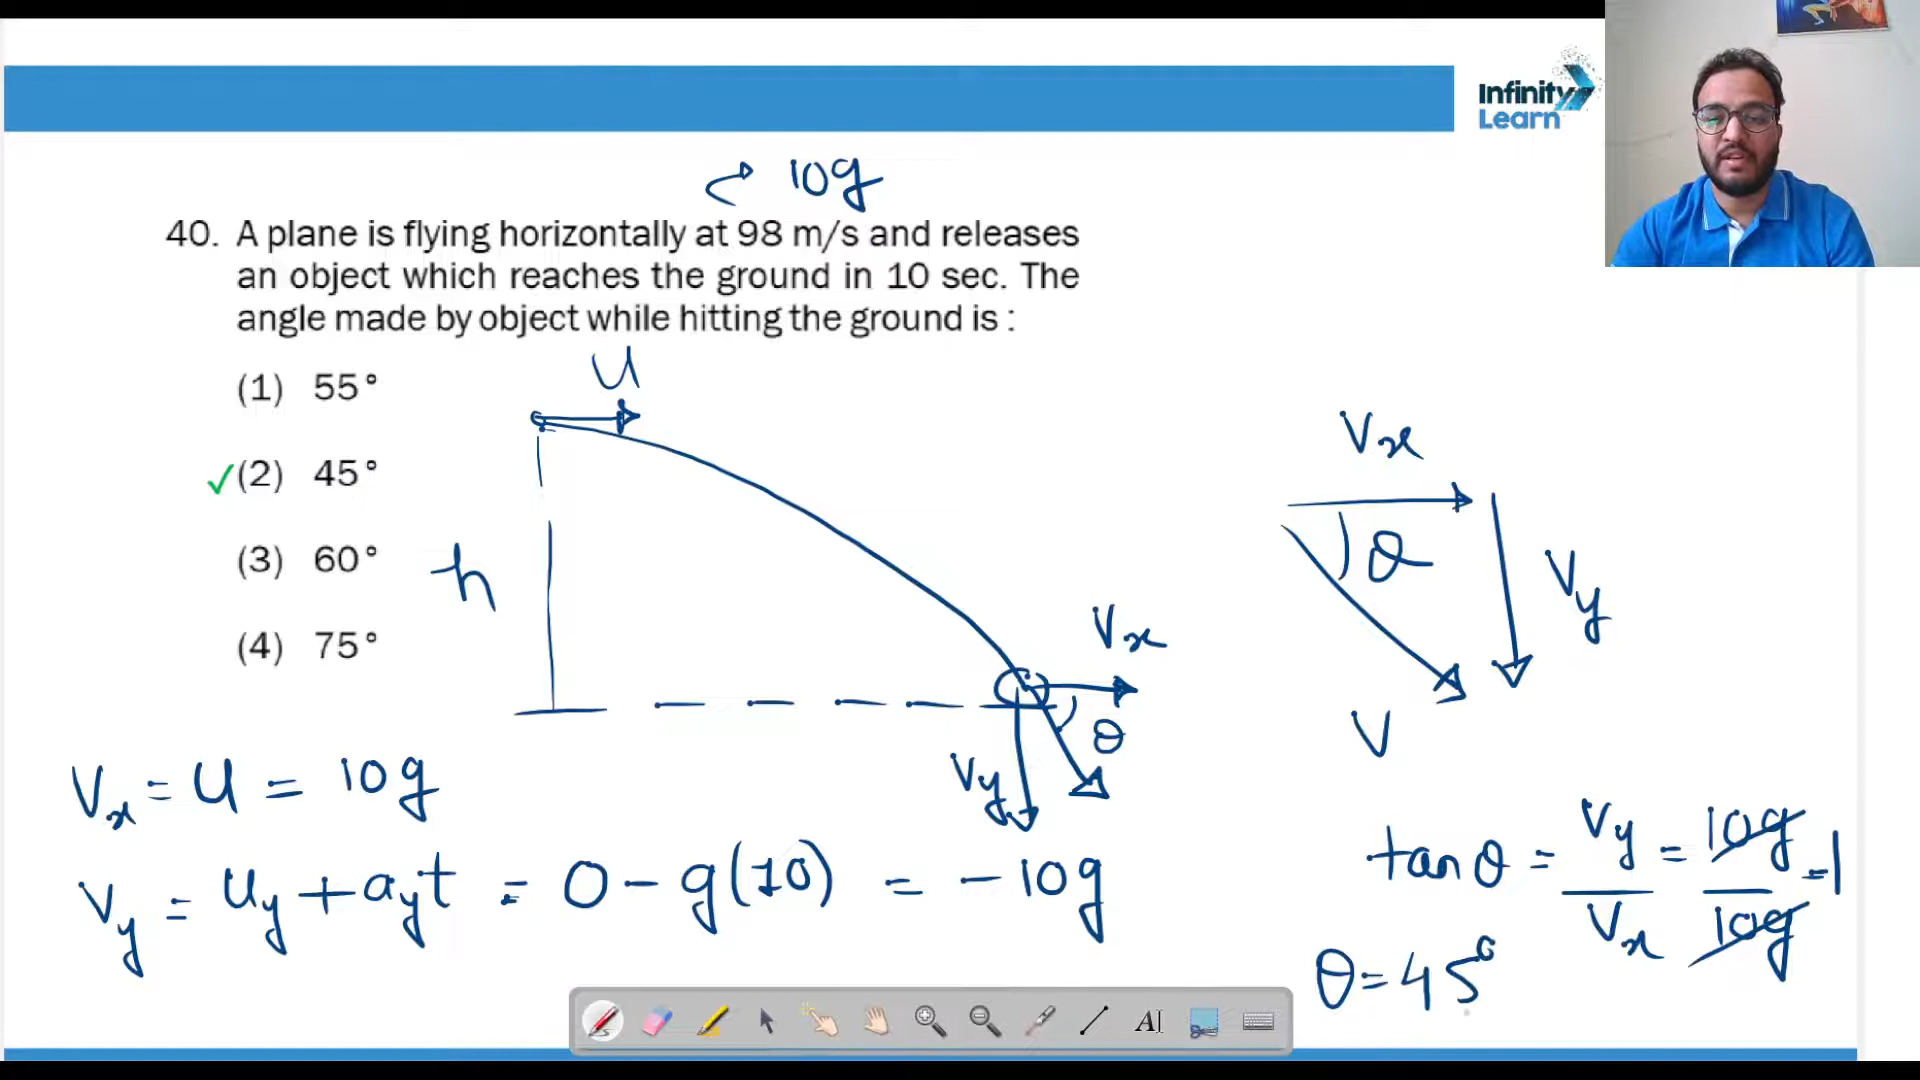 Infinity
Learn
10g
40. A plane is flying horizontally at 98 m/s and releases
an object which reaches the ground in 10 sec. The
angle made by object while hitting the ground is :
(1) 55°
✓(2) 45°
(3) 60°
(4) 75°
u
h
Vx
θ
Vy
Vx
θ
Vy
V
Vx = u = 10g
Vy = uy + ayt = 0 - g(10) = -10g
tan θ = Vy/Vx = 10g/10g = 1
θ = 45°
A